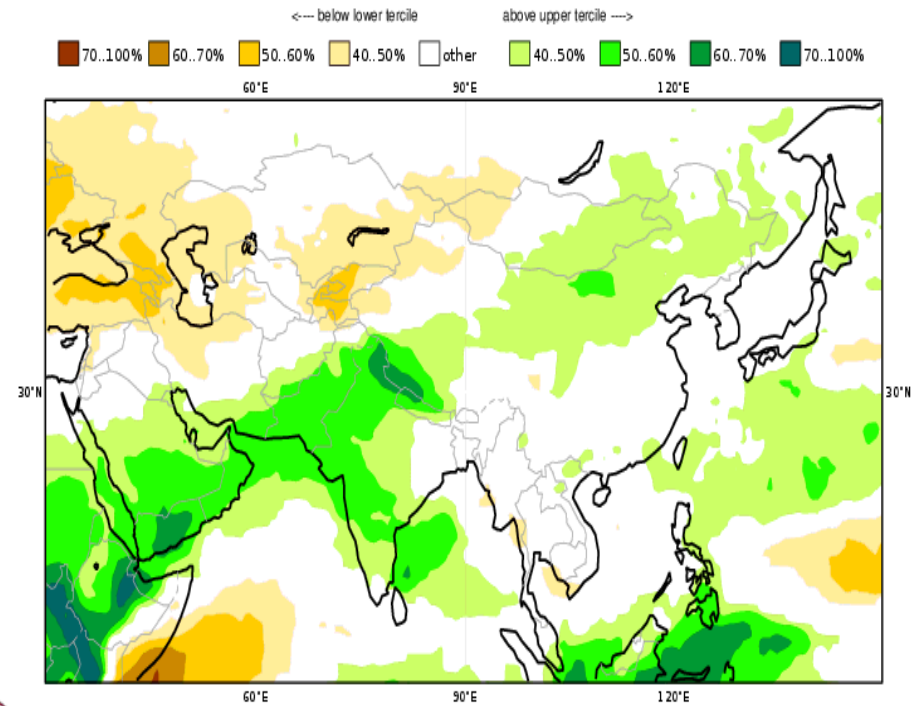 <---- below lower tercile above upper tercile ---->
70..100% 60..70% 50..60% 40..50% other 40..50% 50..60% 60..70% 70..100%
60°E 90°E 120°E
30°N 30°N
60°E 90°E 120°E